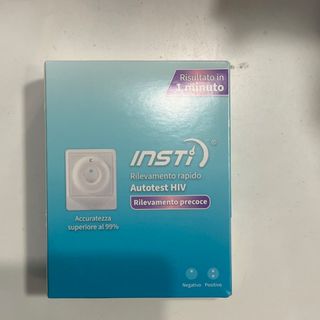 Risultato in
1 minuto
INSTI®
Rilevamento rapido
Autotest HIV
Rilevamento precoce
Accuratezza
superiore al 99%
Negativo Positivo